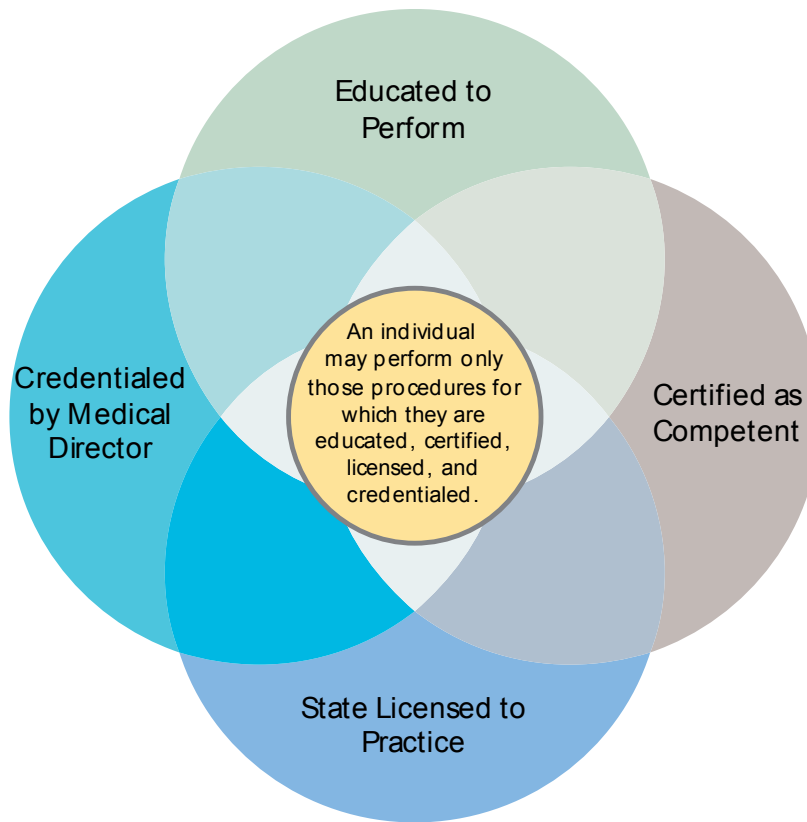 Educated to
Perform
An individual
may perform only
those procedures for
which they are
educated, certified,
licensed, and
credentialed.
Credentialed
by Medical
Director
Certified as
Competent
State Licensed to
Practice